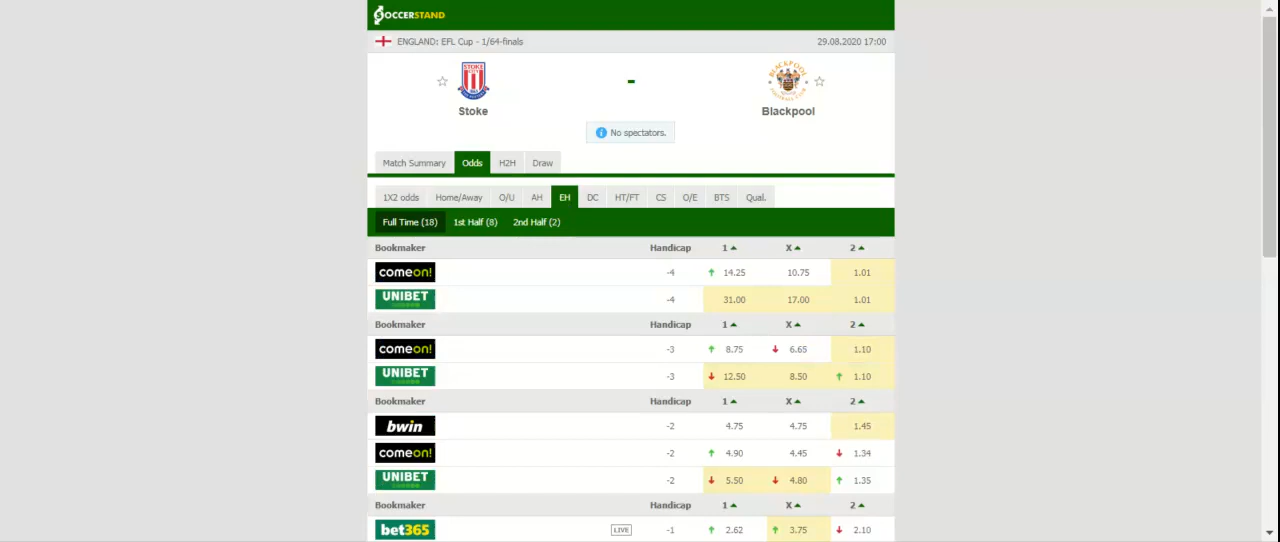 SOCCERSTAND
ENGLAND: EFL Cup - 1/64-finals 29.08.2020 17:00
-
Stoke Blackpool
No spectators.
Match Summary Odds H2H Draw
1X2 odds Home/Away O/U AH EH DC HT/FT CS O/E BTS Qual.
Full Time (18) 1st Half (8) 2nd Half (2)
Bookmaker Handicap 1 X 2
comeon! -4 14.25 10.75 1.01
UNIBET -4 31.00 17.00 1.01
Bookmaker Handicap 1 X 2
comeon! -3 8.75 6.65 1.10
UNIBET -3 12.50 8.50 1.10
Bookmaker Handicap 1 X 2
bwin -2 4.75 4.75 1.45
comeon! -2 4.90 4.45 1.34
UNIBET -2 5.50 4.80 1.35
Bookmaker Handicap 1 X 2
bet365 LIVE -1 2.62 3.75 2.10